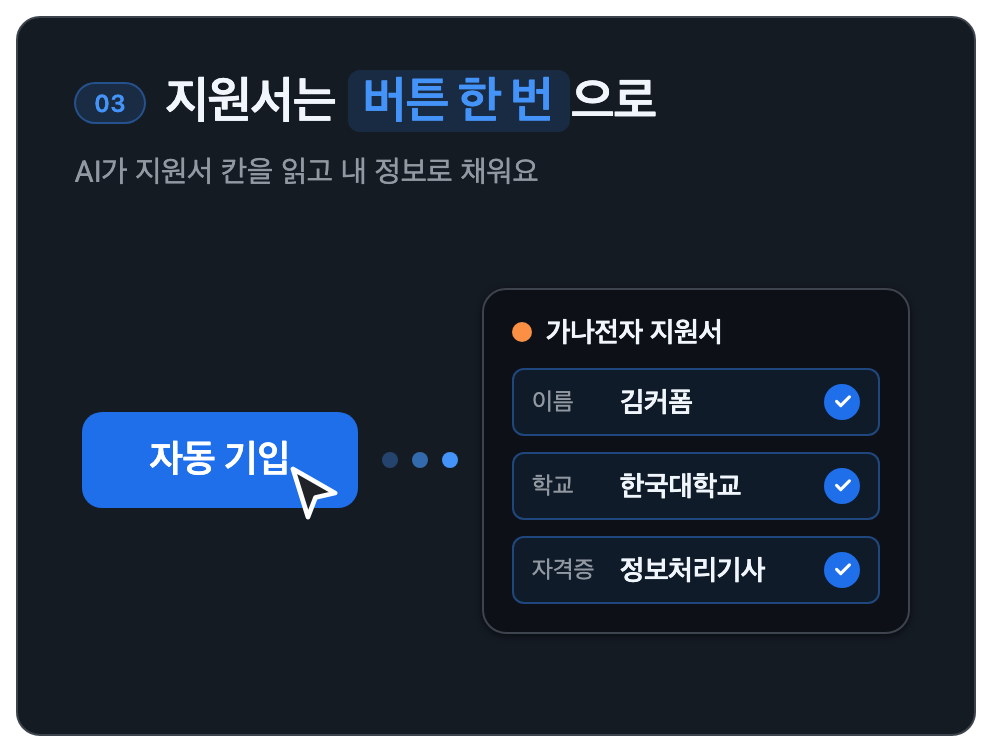 03 지원서는 버튼 한 번으로
AI가 지원서 칸을 읽고 내 정보로 채워요
자동 기입
가나전자 지원서
이름 김커폼
학교 한국대학교
자격증 정보처리기사